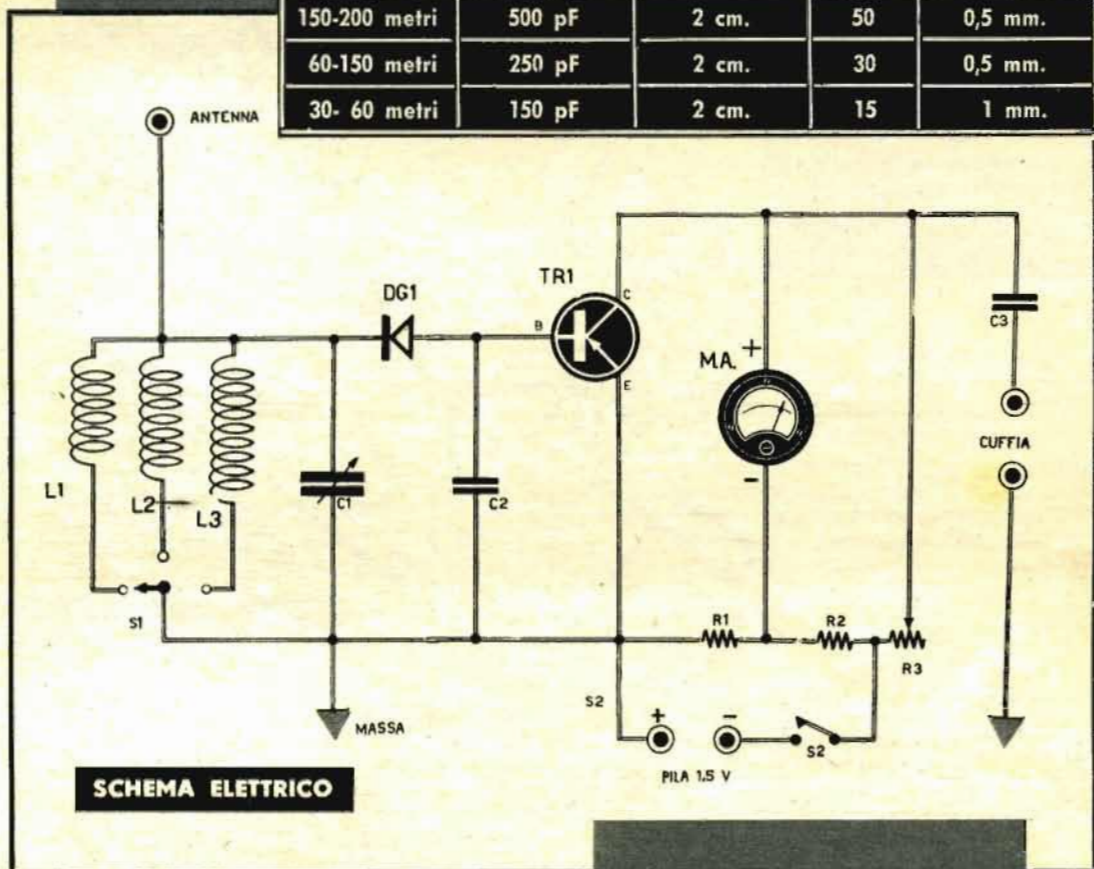 150-200 metri 500 pF 2 cm. 50 0,5 mm.
60-150 metri 250 pF 2 cm. 30 0,5 mm.
30- 60 metri 150 pF 2 cm. 15 1 mm.
ANTENNA
DG1
TR1
C
B
E
C3
M.A.
+
-
CUFFIA
L1
L2
L3
C1
C2
S1
R1
R2
R3
S2
+
-
S2
MASSA
PILA 1,5 V
SCHEMA ELETTRICO